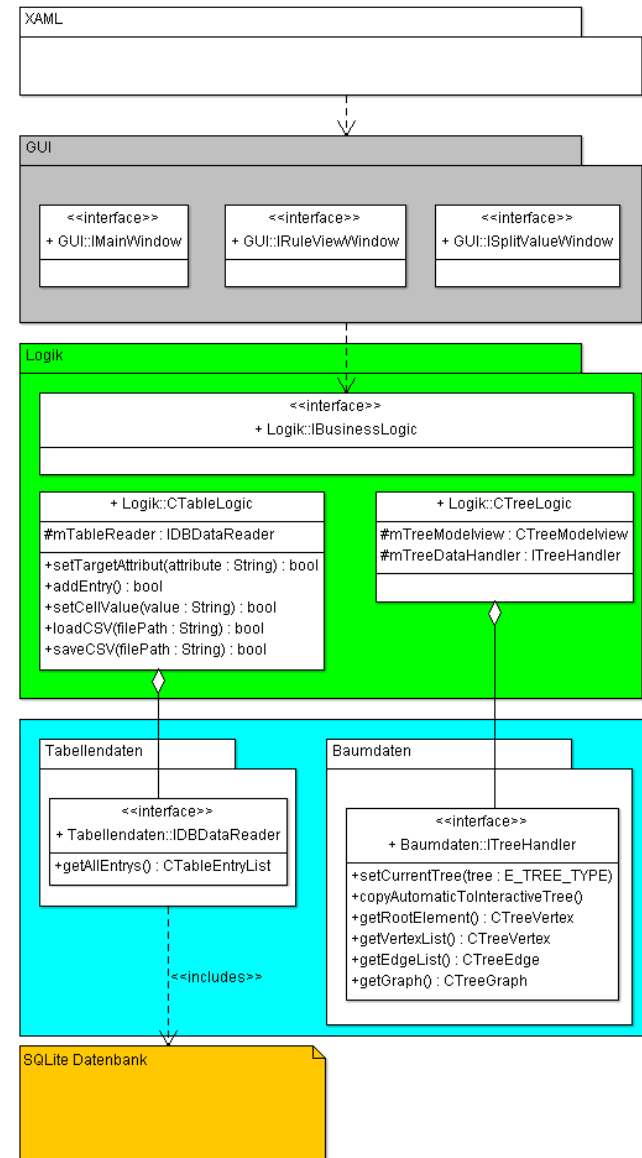 XAML
GUI
<<interface>>
+ GUI::IMainWindow
<<interface>>
+ GUI::IRuleViewWindow
<<interface>>
+ GUI::ISplitValueWindow
Logik
<<interface>>
+ Logik::IBusinessLogic
+ Logik::CTableLogic
#mTableReader : IDBDataReader
+setTargetAttribut(attribute : String) : bool
+addEntry() : bool
+setCellValue(value : String) : bool
+loadCSV(filePath : String) : bool
+saveCSV(filePath : String) : bool
+ Logik::CTreeLogic
#mTreeModelview : CTreeModelview
#mTreeDataHandler : ITreeHandler
Tabellendaten
<<interface>>
+ Tabellendaten::IDBDataReader
+getAllEntrys() : CTableEntryList
Baumdaten
<<interface>>
+ Baumdaten::ITreeHandler
+setCurrentTree(tree : E_TREE_TYPE)
+copyAutomaticToInteractiveTree()
+getRootElement() : CTreeVertex
+getVertexList() : CTreeVertex
+getEdgeList() : CTreeEdge
+getGraph() : CTreeGraph
<<includes>>
SQLite Datenbank